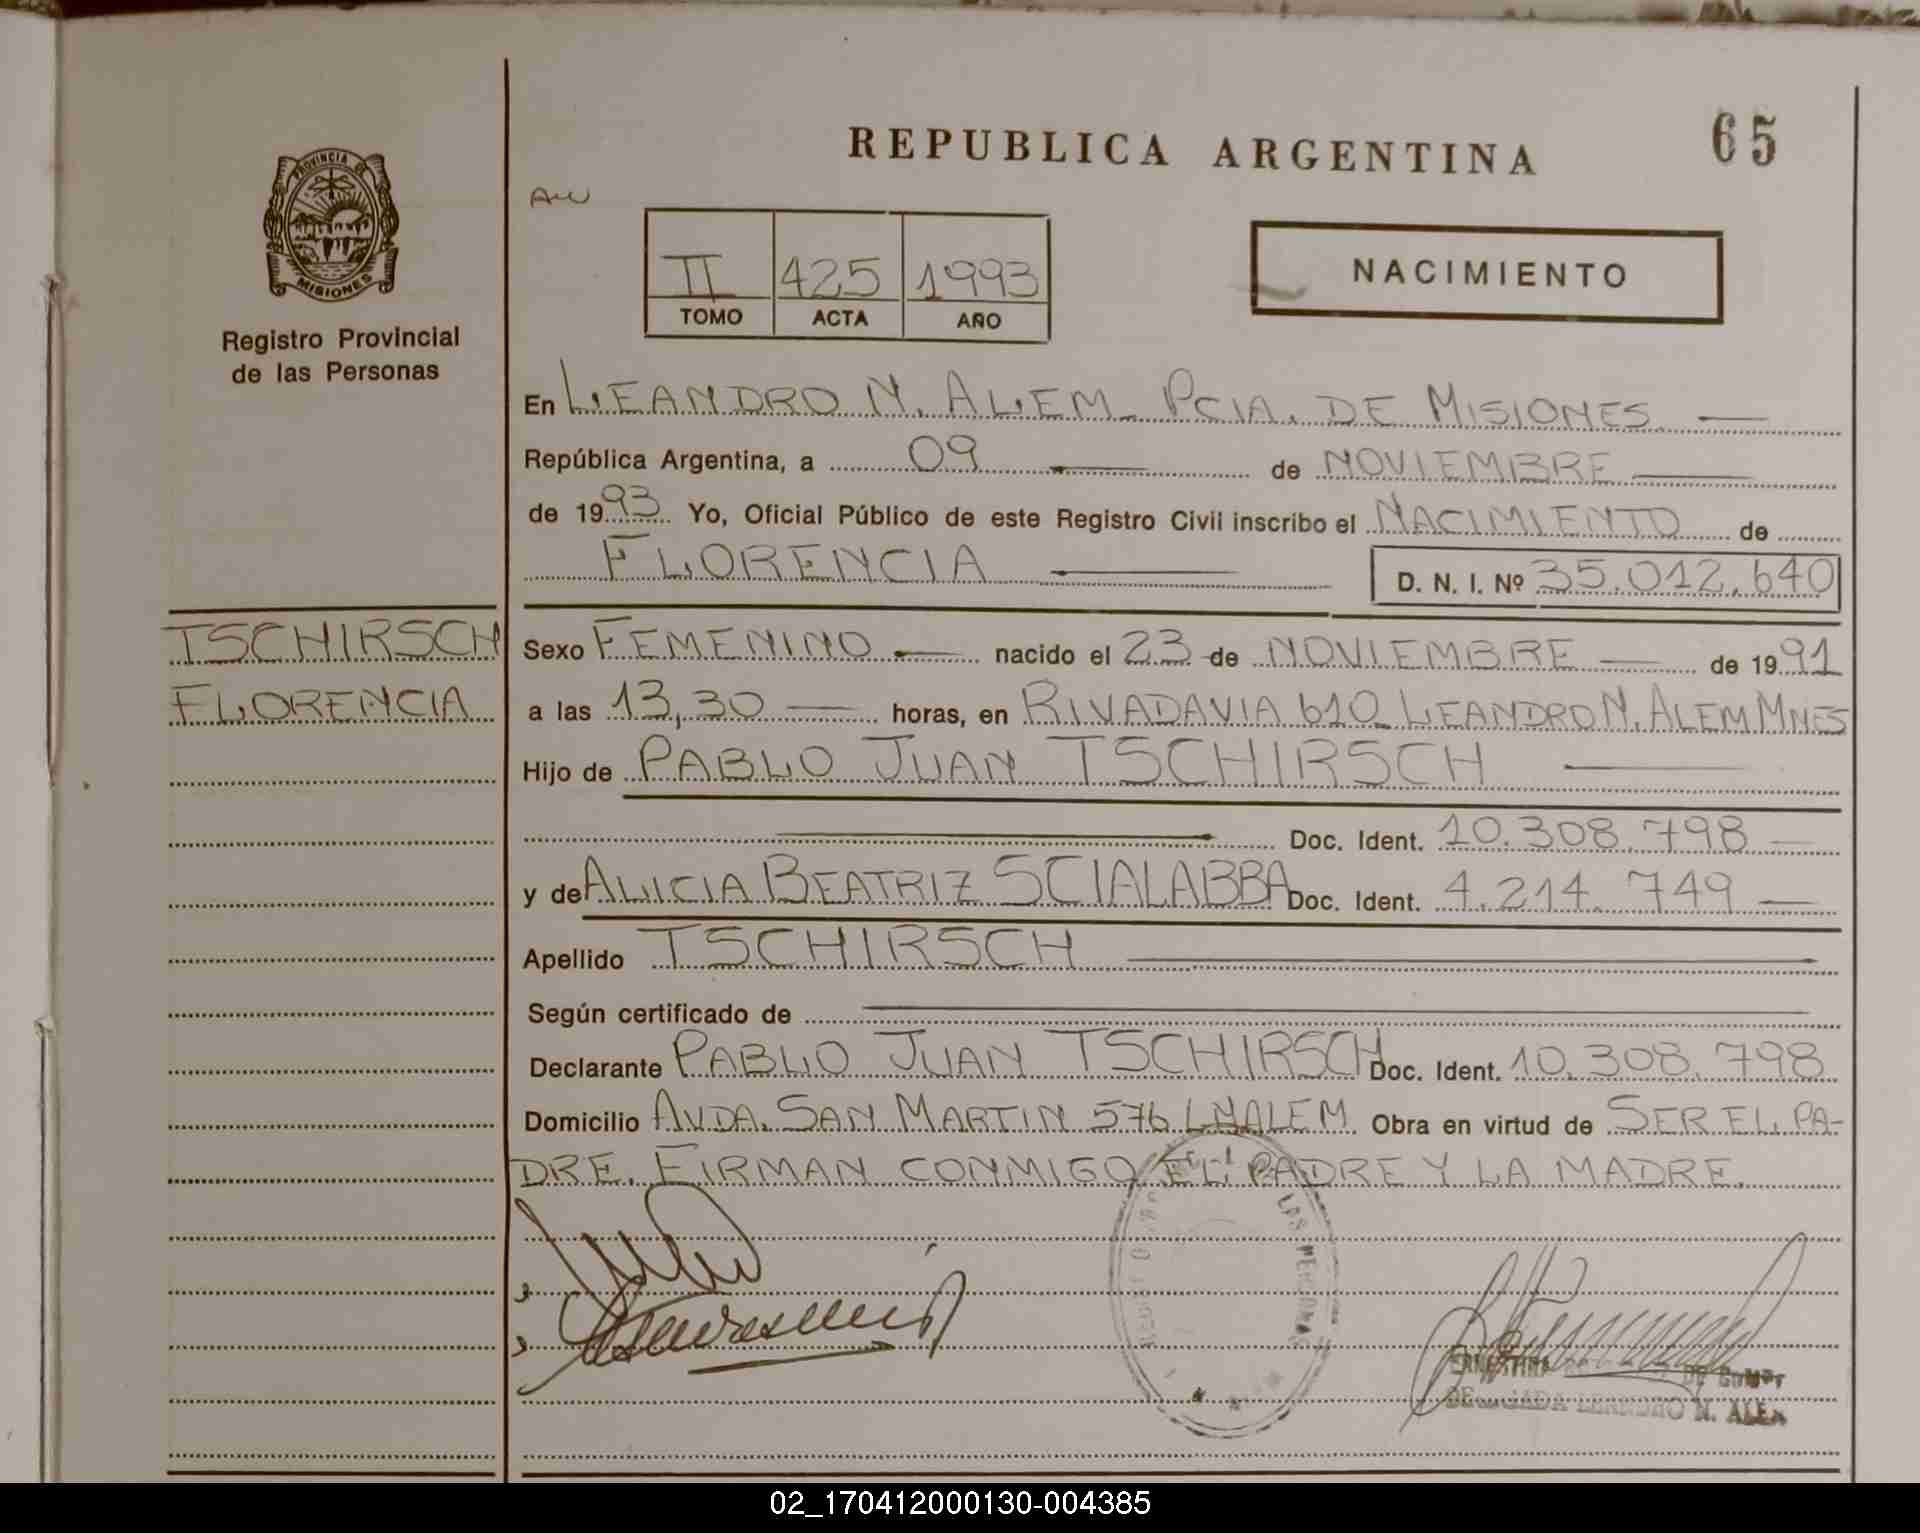 REPUBLICA ARGENTINA
65
PROVINCIA DE
MISIONES
Registro Provincial
de las Personas
II 425 1993
TOMO ACTA AÑO
NACIMIENTO
En LEANDRO N. ALEM - PCIA. DE MISIONES
República Argentina, a 09 de NOVIEMBRE
de 1993 Yo, Oficial Público de este Registro Civil inscribo el NACIMIENTO de
FLORENCIA D. N. I. Nº 35.012.640
TSCHIRSCH
FLORENCIA
Sexo FEMENINO nacido el 23 de NOVIEMBRE de 1991
a las 13,30 horas, en RIVADAVIA 610 - LEANDRO N. ALEM MNES
Hijo de PABLO JUAN TSCHIRSCH
Doc. Ident. 10.308.798
y de ALICIA BEATRIZ SCIALABBA Doc. Ident. 4.214.749
Apellido TSCHIRSCH
Según certificado de
Declarante PABLO JUAN TSCHIRSCH Doc. Ident. 10.308.798
Domicilio AVDA. SAN MARTIN 576 L.N.ALEM. Obra en virtud de SER EL PA-
DRE. FIRMAN CONMIGO EL PADRE Y LA MADRE.
LAS PERSONAS
DE
LEANDRO N. ALEM
02_170412000130-004385